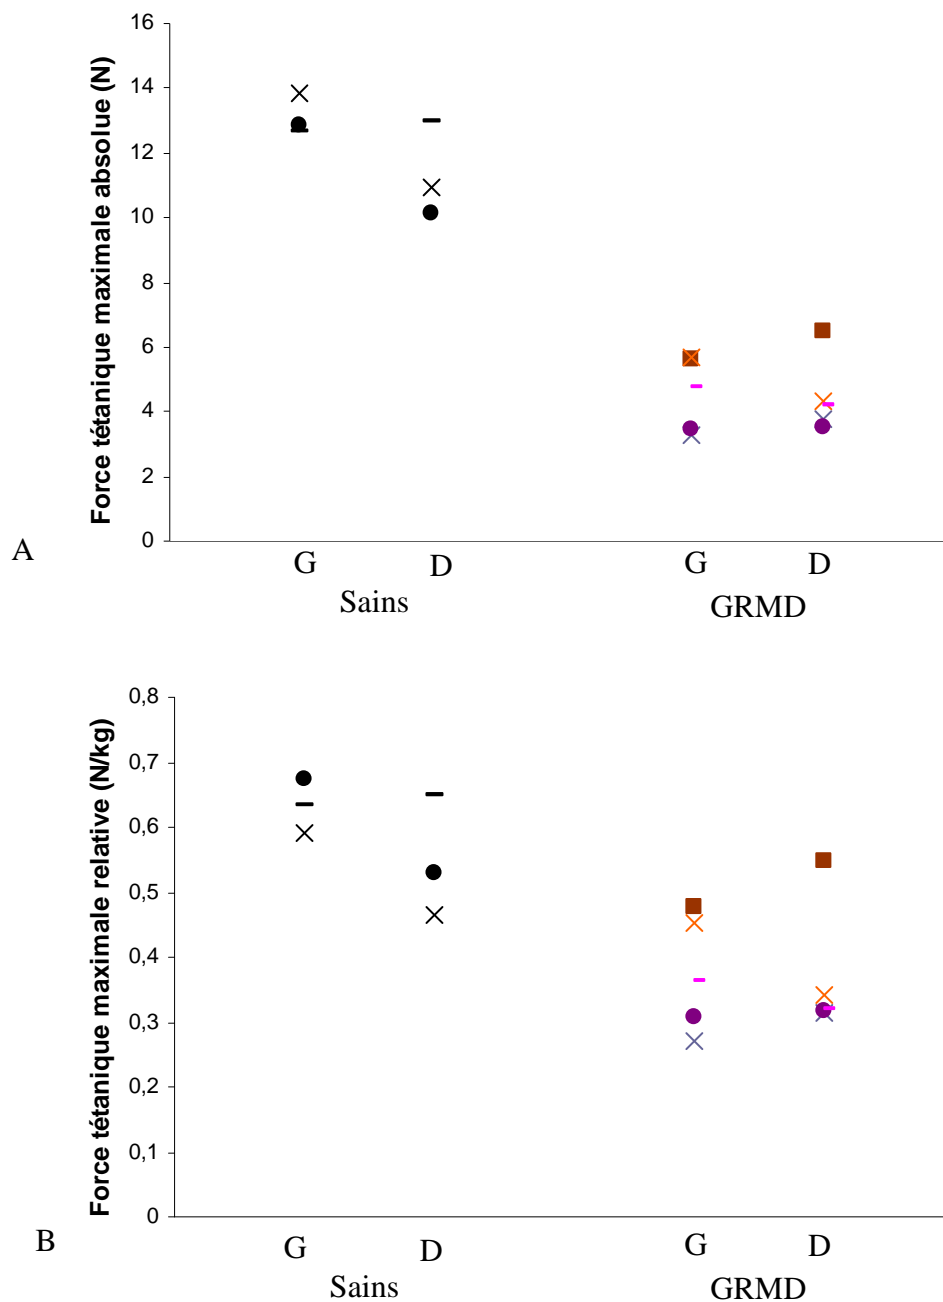 Force tétanique maximale absolue (N)
16
14
12
10
8
6
4
2
0
A
G
D
G
D
Sains
GRMD
Force tétanique maximale relative (N/kg)
0,8
0,7
0,6
0,5
0,4
0,3
0,2
0,1
0
B
G
D
G
D
Sains
GRMD